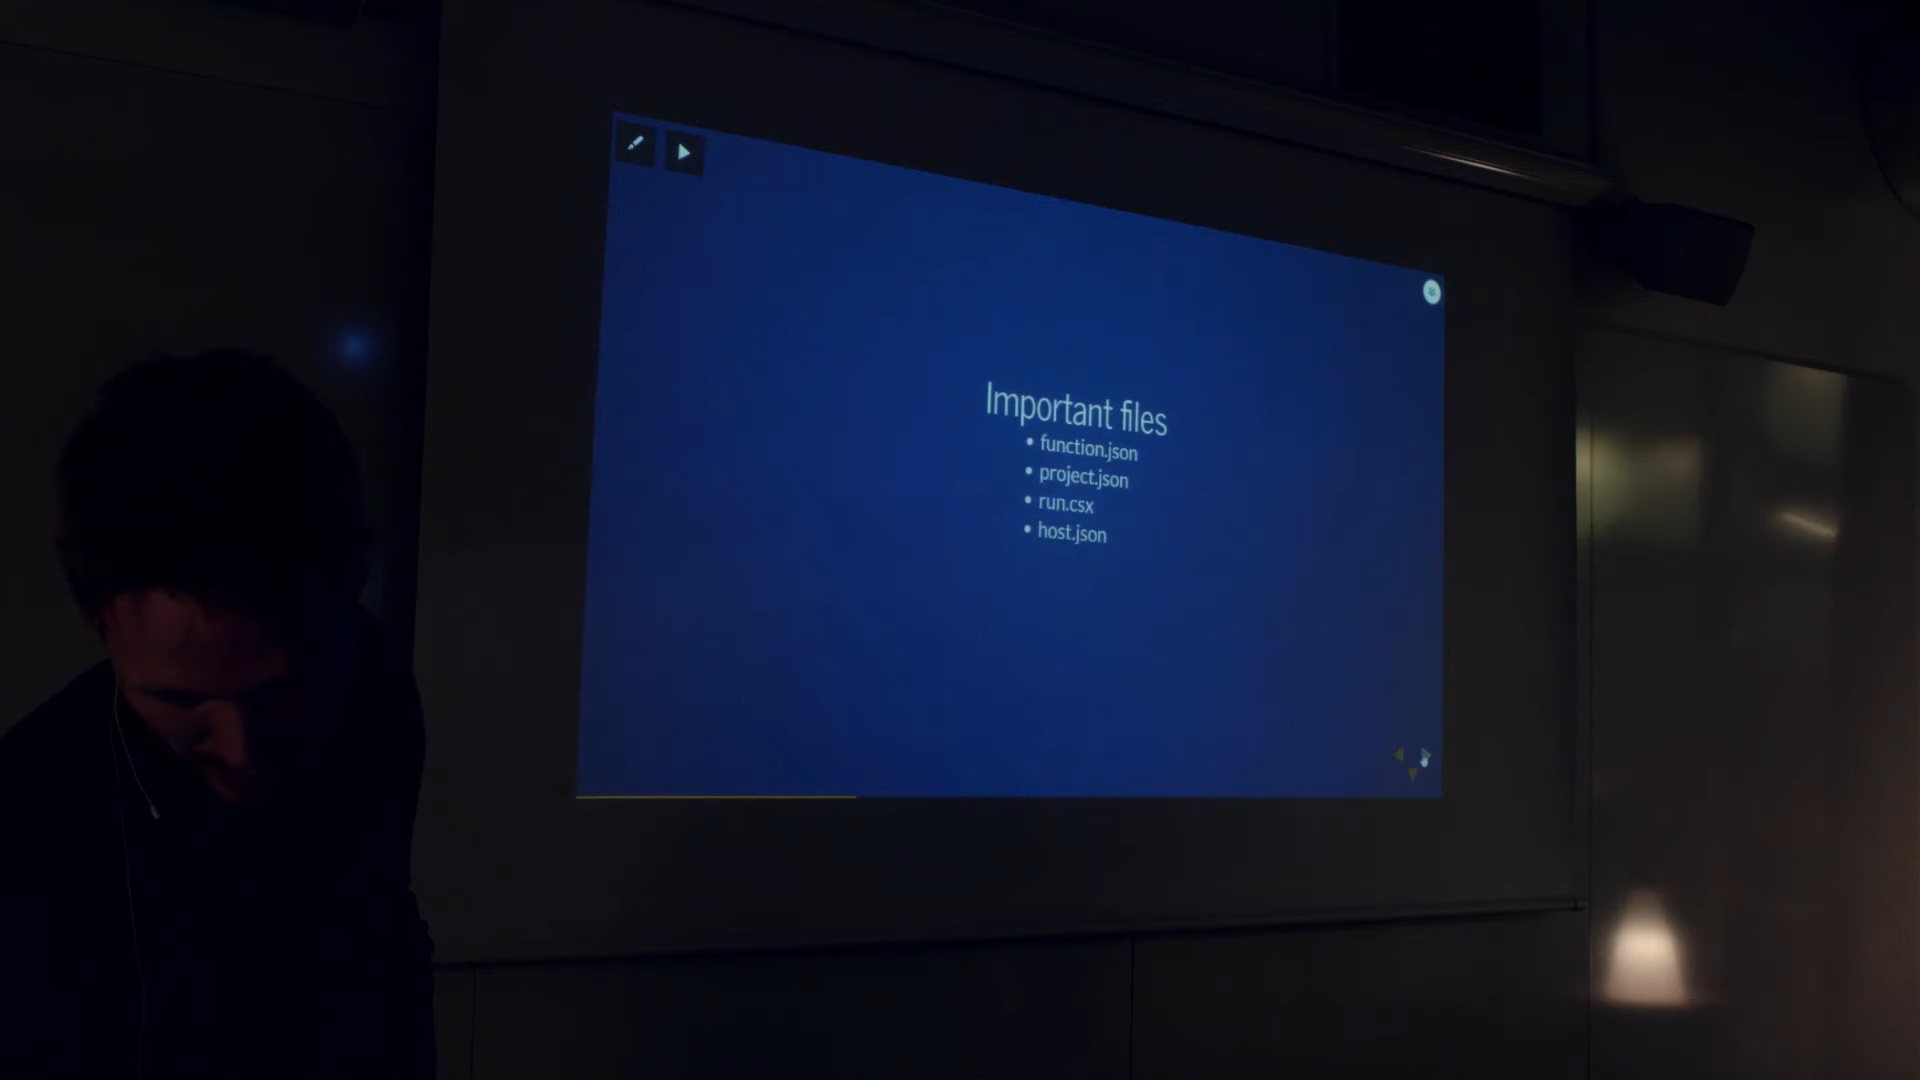 Important files
• function.json
• project.json
• run.csx
• host.json